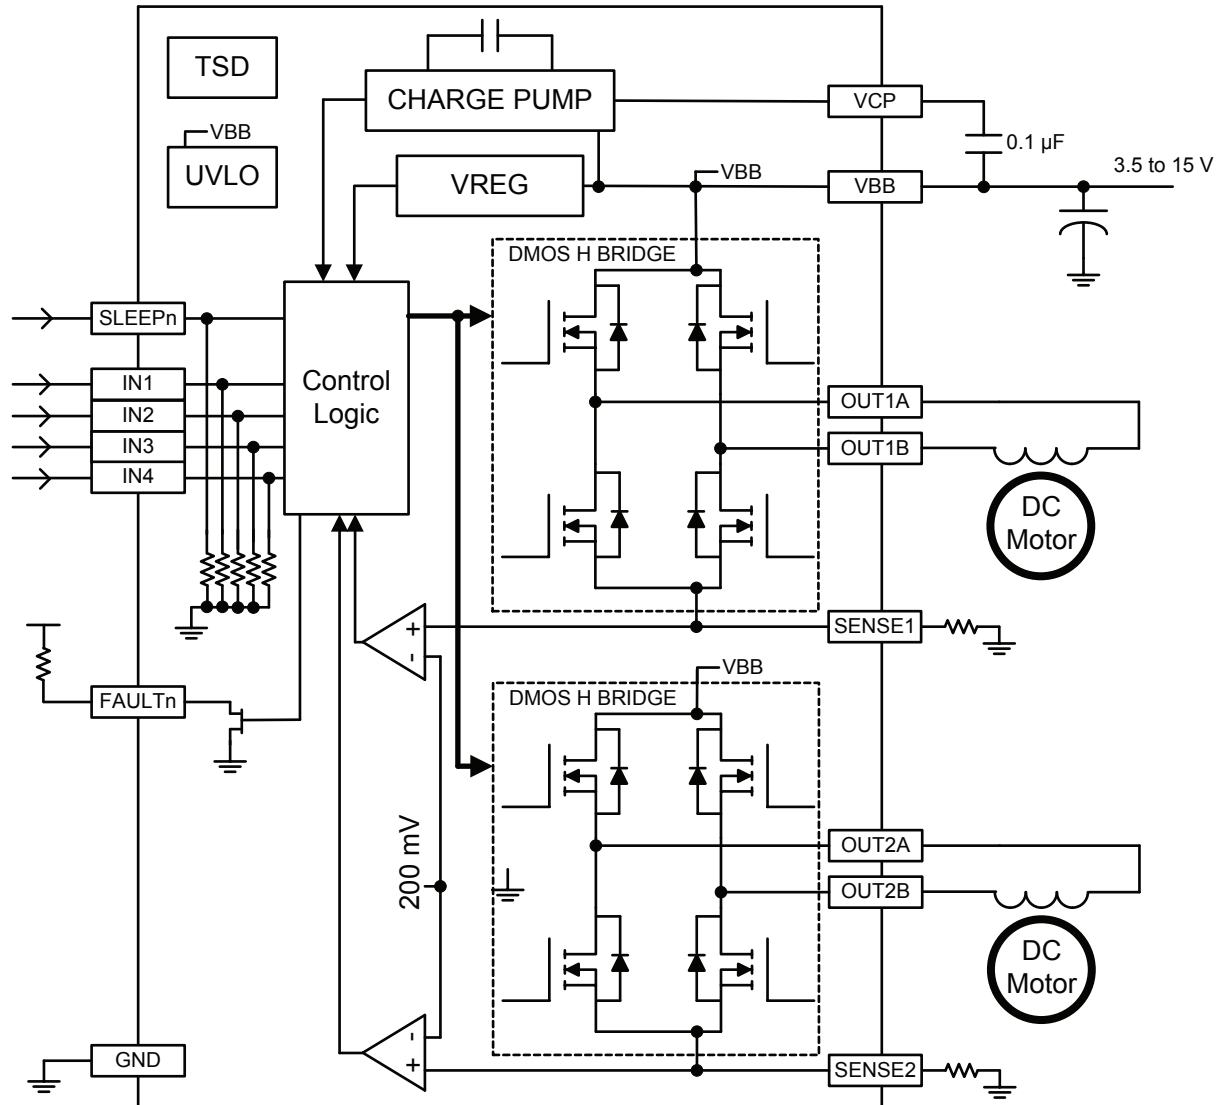 TSD
CHARGE PUMP
VCP
VBB
0.1 µF
UVLO
VREG
VBB
VBB
3.5 to 15 V
DMOS H BRIDGE
SLEEPn
IN1
IN2
IN3
IN4
Control
Logic
OUT1A
OUT1B
DC
Motor
+
-
SENSE1
FAULTn
VBB
DMOS H BRIDGE
200 mV
OUT2A
OUT2B
DC
Motor
GND
-
+
SENSE2